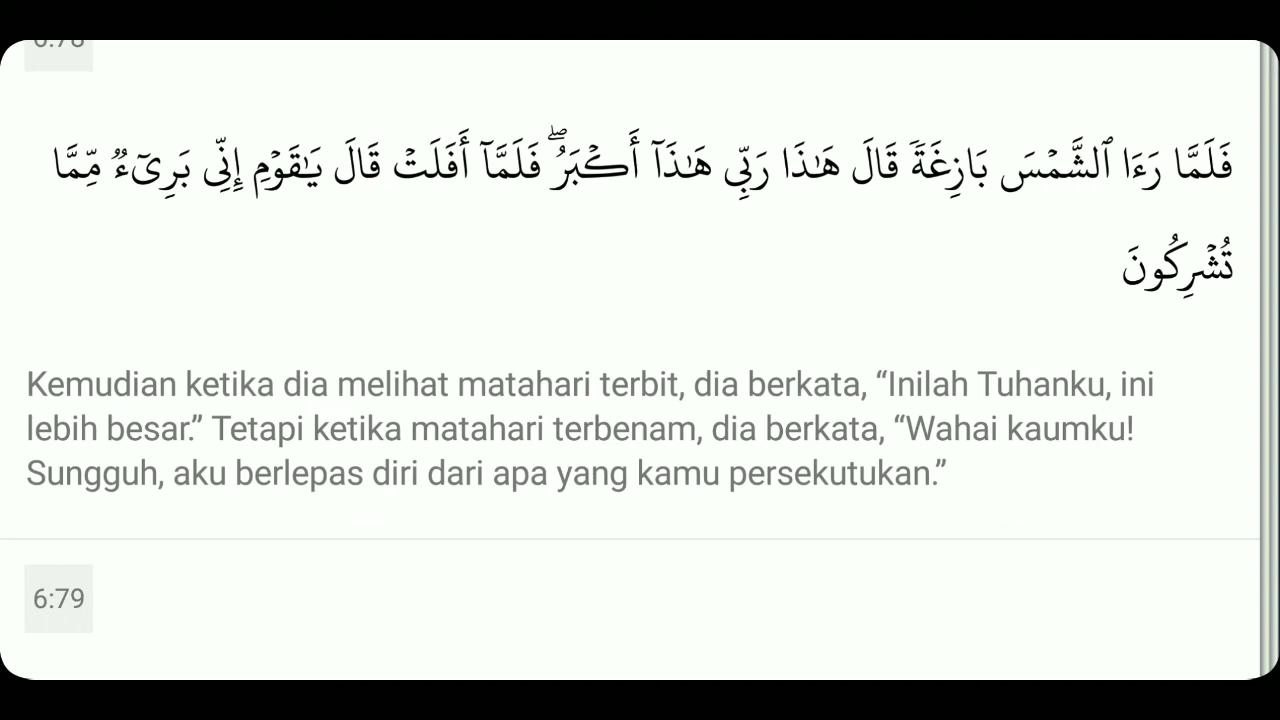 6:78
فَلَمَّا رَءَا ٱلشَّمْسَ بَازِغَةً قَالَ هَـٰذَا رَبِّى هَـٰذَآ أَكْبَرُ ۖ فَلَمَّآ أَفَلَتْ قَالَ يَـٰقَوْمِ إِنِّى بَرِىٓءٌ مِّمَّا
تُشْرِكُونَ
Kemudian ketika dia melihat matahari terbit, dia berkata, “Inilah Tuhanku, ini
lebih besar.” Tetapi ketika matahari terbenam, dia berkata, “Wahai kaumku!
Sungguh, aku berlepas diri dari apa yang kamu persekutukan.”
6:79